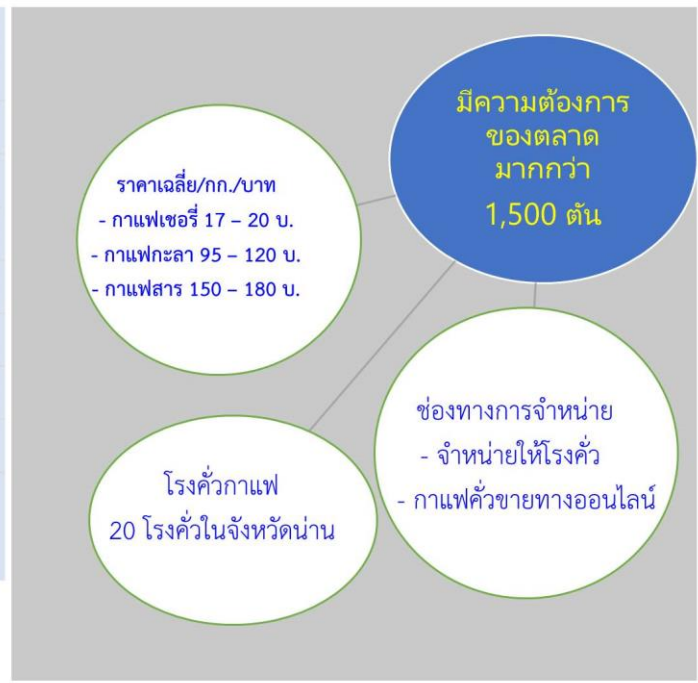 มีความต้องการ
ของตลาด
มากกว่า
1,500 ตัน
ราคาเฉลี่ย/กก./บาท
- กาแฟเชอรี่ 17 – 20 บ.
- กาแฟกะลา 95 – 120 บ.
- กาแฟสาร 150 – 180 บ.
ช่องทางการจำหน่าย
- จำหน่ายให้โรงคั่ว
- กาแฟคั่วขายทางออนไลน์
โรงคั่วกาแฟ
20 โรงคั่วในจังหวัดน่าน